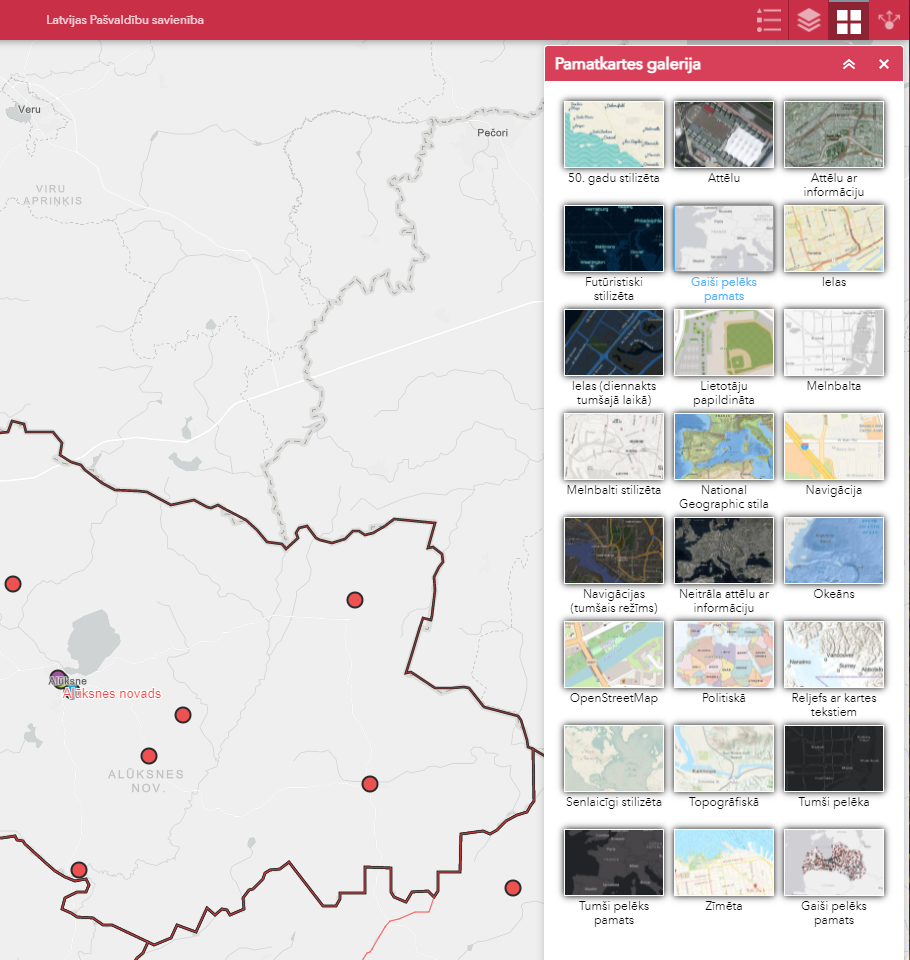 Latvijas Pašvaldību savienība
Pamatkartes galerija
Veru
Pečori
VIRU
APRIŅĶIS
Alūksne
Alūksnes novads
ALŪKSNES
NOV.
50. gadu stilizēta
Attēlu
Attēlu ar
informāciju
Futūristiski
stilizēta
Gaiši pelēks
pamats
Ielas
Ielas (diennakts
tumšajā laikā)
Lietotāju
papildināta
Melnbalta
Melnbalti stilizēta
National
Geographic stila
Navigācija
Navigācijas
(tumšais režīms)
Neitrāla attēlu ar
informāciju
Okeāns
OpenStreetMap
Politiskā
Reljefs ar kartes
tekstiem
Senlaicīgi stilizēta
Topogrāfiskā
Tumši pelēka
Tumši pelēks
pamats
Zīmēta
Gaiši pelēks
pamats